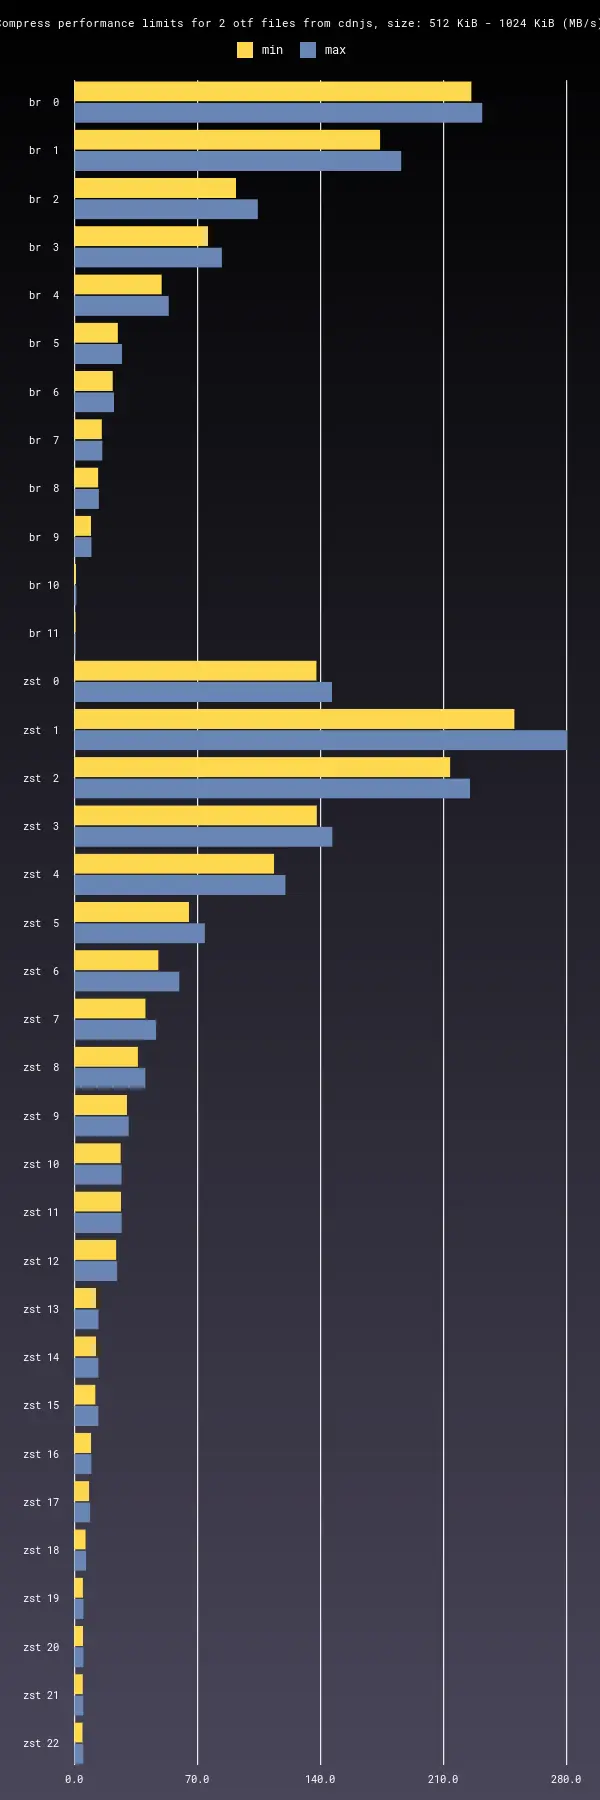 Compress performance limits for 2 otf files from cdnjs, size: 512 KiB - 1024 KiB (MB/s)
min max
br 0
br 1
br 2
br 3
br 4
br 5
br 6
br 7
br 8
br 9
br 10
br 11
zst 0
zst 1
zst 2
zst 3
zst 4
zst 5
zst 6
zst 7
zst 8
zst 9
zst 10
zst 11
zst 12
zst 13
zst 14
zst 15
zst 16
zst 17
zst 18
zst 19
zst 20
zst 21
zst 22
0.0 70.0 140.0 210.0 280.0